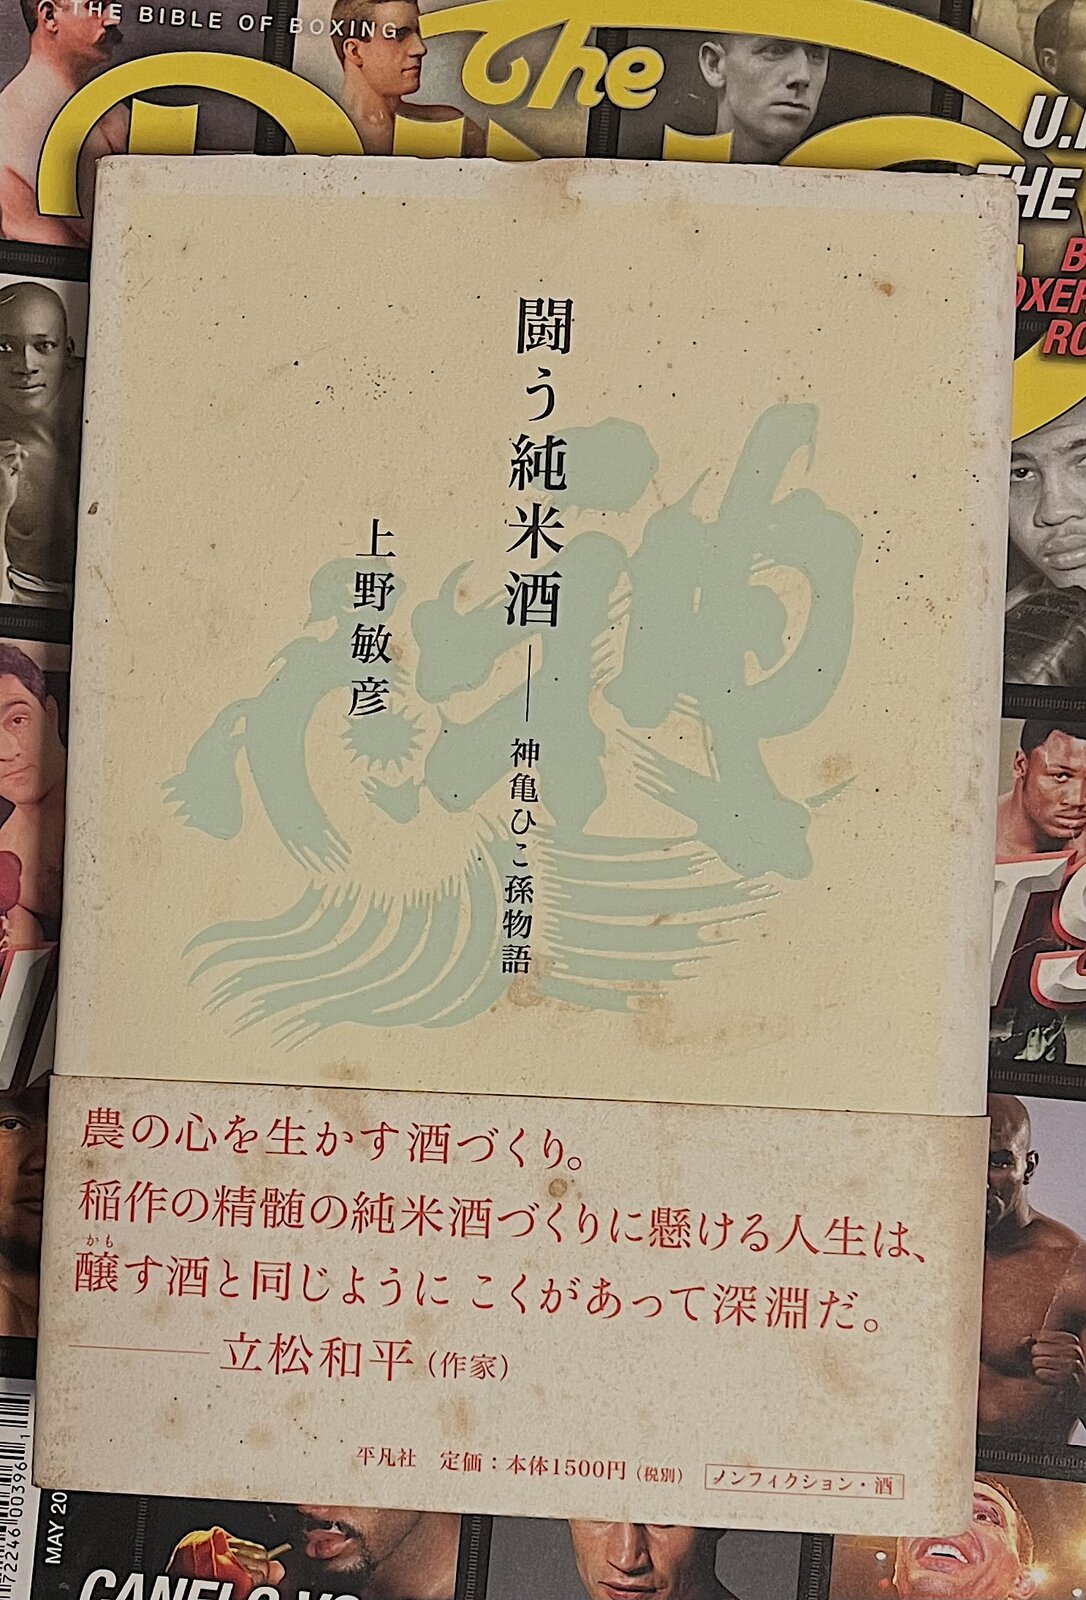 THE BIBLE OF BOXING
The
THE
闘う純米酒──神亀ひこ孫物語
上野敏彦
農の心を生かす酒づくり。
稲作の精髄の純米酒づくりに懸ける人生は、
かも
醸す酒と同じように こくがあって深淵だ。
──立松和平(作家)
平凡社 定価:本体1500円(税別) ノンフィクション・酒
72246 00396 1
MAY 20
CANELO VS